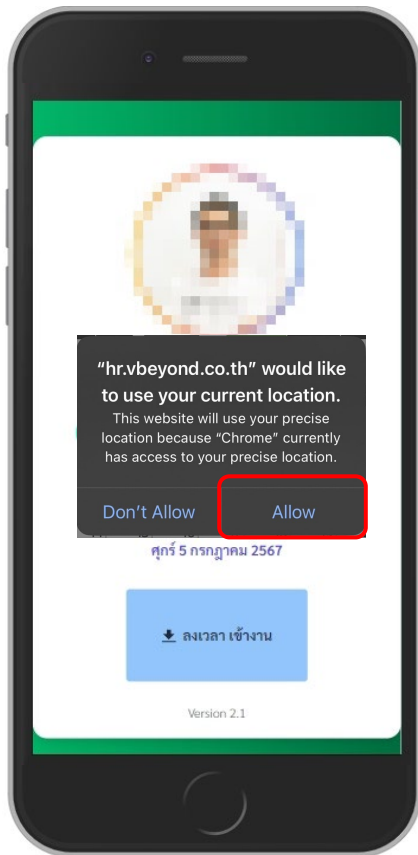 “hr.vbeyond.co.th” would like
to use your current location.
This website will use your precise
location because “Chrome” currently
has access to your precise location.
Don’t Allow
Allow
ศุกร์ 5 กรกฎาคม 2567
ลงเวลา เข้างาน
Version 2.1